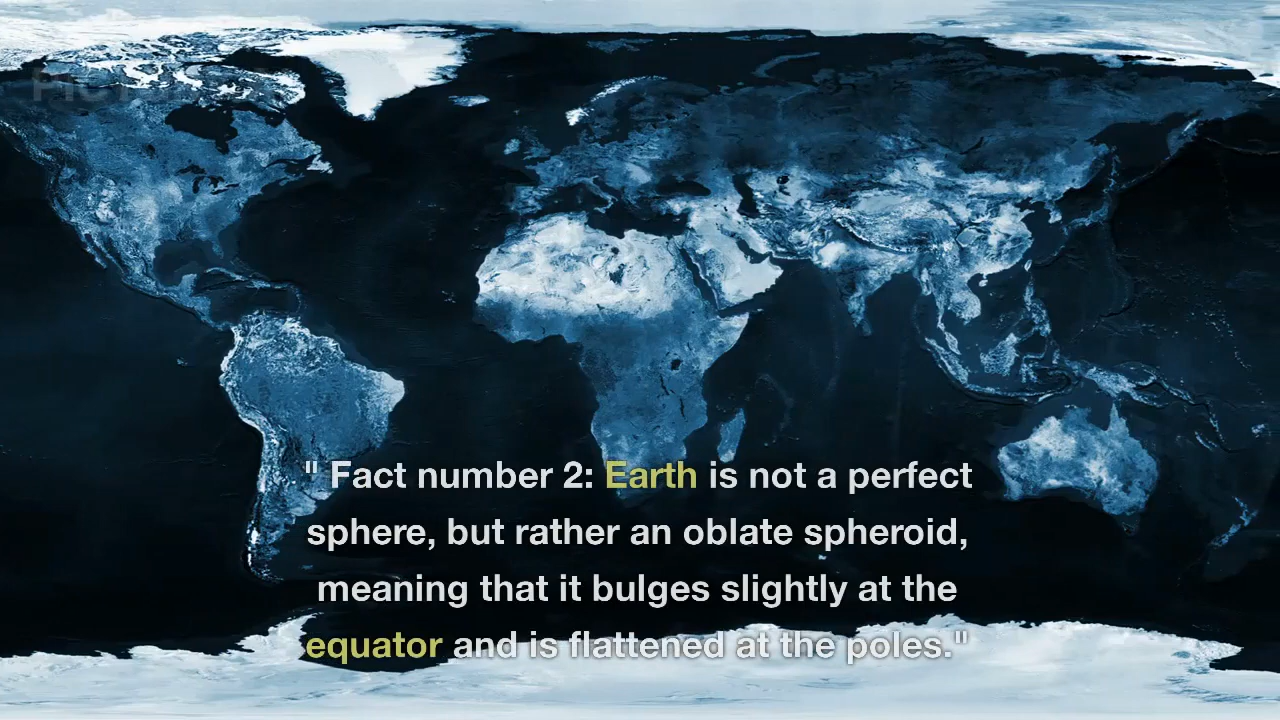 " Fact number 2: Earth is not a perfect
sphere, but rather an oblate spheroid,
meaning that it bulges slightly at the
equator and is flattened at the poles."